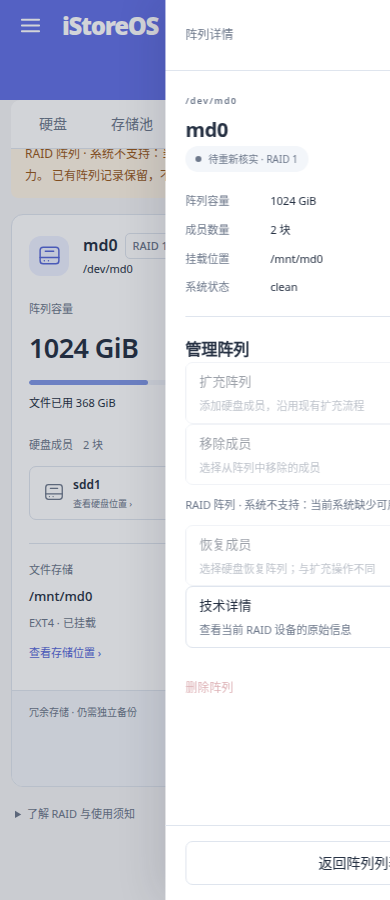 iStoreOS
硬盘
存储池
RAID 阵列 · 系统不支持：
力。已有阵列记录保留，
md0
RAID 1
/dev/md0
阵列容量
1024 GiB
文件已用 368 GiB
硬盘成员 2 块
sdd1
查看硬盘位置 ›
文件存储
/mnt/md0
EXT4 · 已挂载
查看存储位置 ›
冗余存储 · 仍需独立备份
▶ 了解 RAID 与使用须知
阵列详情
/dev/md0
md0
待重新核实 · RAID 1
阵列容量 1024 GiB
成员数量 2 块
挂载位置 /mnt/md0
系统状态 clean
管理阵列
扩充阵列
添加硬盘成员，沿用现有扩充流程
移除成员
选择从阵列中移除的成员
RAID 阵列 · 系统不支持：当前系统缺少可
恢复成员
选择硬盘恢复阵列；与扩充操作不同
技术详情
查看当前 RAID 设备的原始信息
删除阵列
返回阵列列